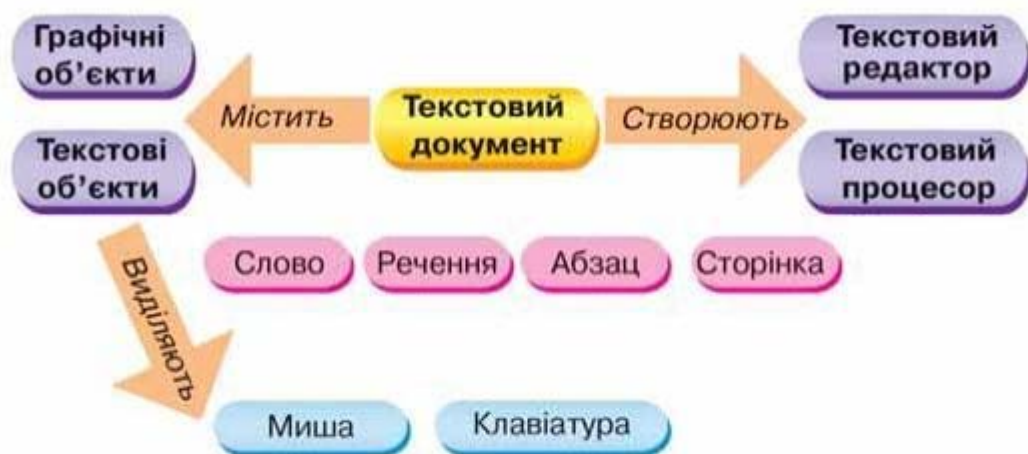 Графічні
об’єкти
Містить
Текстовий
документ
Створюють
Текстовий
редактор
Текстові
об’єкти
Текстовий
процесор
Виділяють
Слово
Речення
Абзац
Сторінка
Миша
Клавіатура